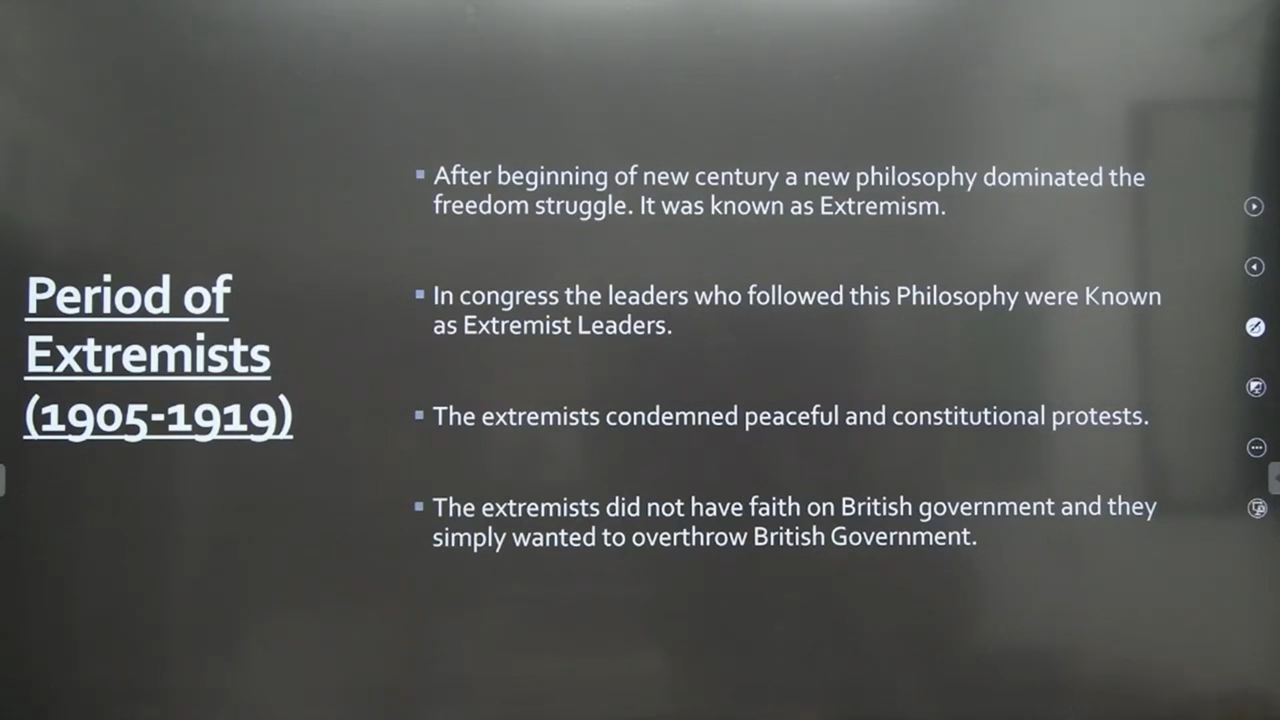 Period of
Extremists
(1905-1919)
▪ After beginning of new century a new philosophy dominated the
freedom struggle. It was known as Extremism.
▪ In congress the leaders who followed this Philosophy were Known
as Extremist Leaders.
▪ The extremists condemned peaceful and constitutional protests.
▪ The extremists did not have faith on British government and they
simply wanted to overthrow British Government.